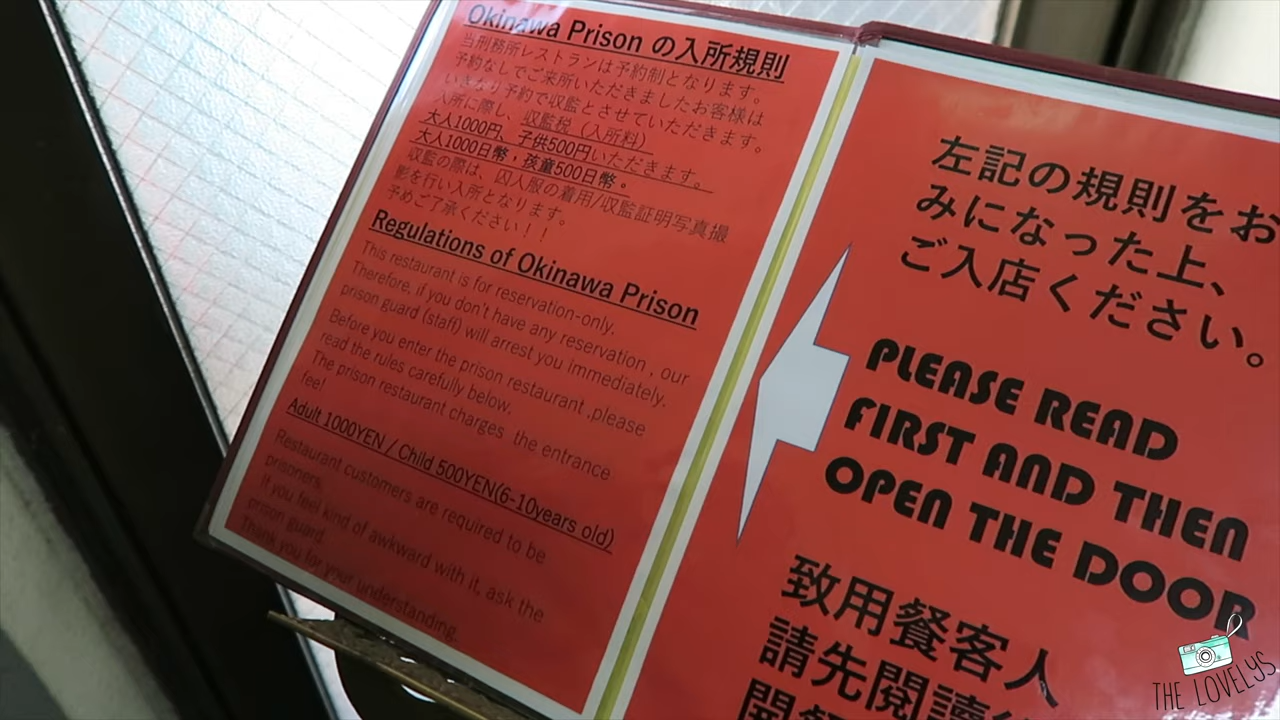 Okinawa Prison の入所規則
当刑務所レストランは予約制となります。
予約なしでご来所いただきましたお客様は
いきなり予約で収監とさせていただきます。
入所に際し、収監税（入所料）
大人1000円、子供500円いただきます。
大人1000日幣，孩童500日幣。
収監の際は、囚人服の着用/収監証明写真撮
影を行い入所となります。
予めご了承ください！！
Regulations of Okinawa Prison
This restaurant is for reservation-only.
Therefore, if you don't have any reservation , our
prison guard (staff) will arrest you immediately.
Before you enter the prison restaurant ,please
read the rules carefully below.
The prison restaurant charges the entrance
fee!
Adult 1000YEN / Child 500YEN(6-10years old)
Restaurant customers are required to be
prisoners.
If you feel kind of awkward with it, ask the
prison guard.
Thank you for your understanding.
左記の規則をお
みになった上、
ご入店ください。
PLEASE READ
FIRST AND THEN
OPEN THE DOOR
致用餐客人
請先閱讀
開
THE LOVELYS